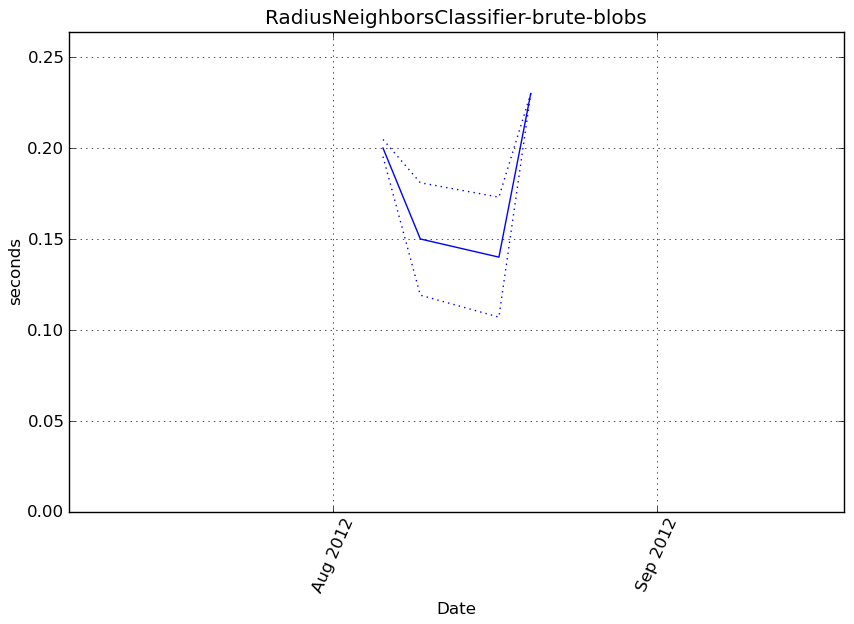 RadiusNeighborsClassifier-brute-blobs
0.25
0.20
0.15
0.10
0.05
0.00
seconds
Aug 2012
Sep 2012
Date